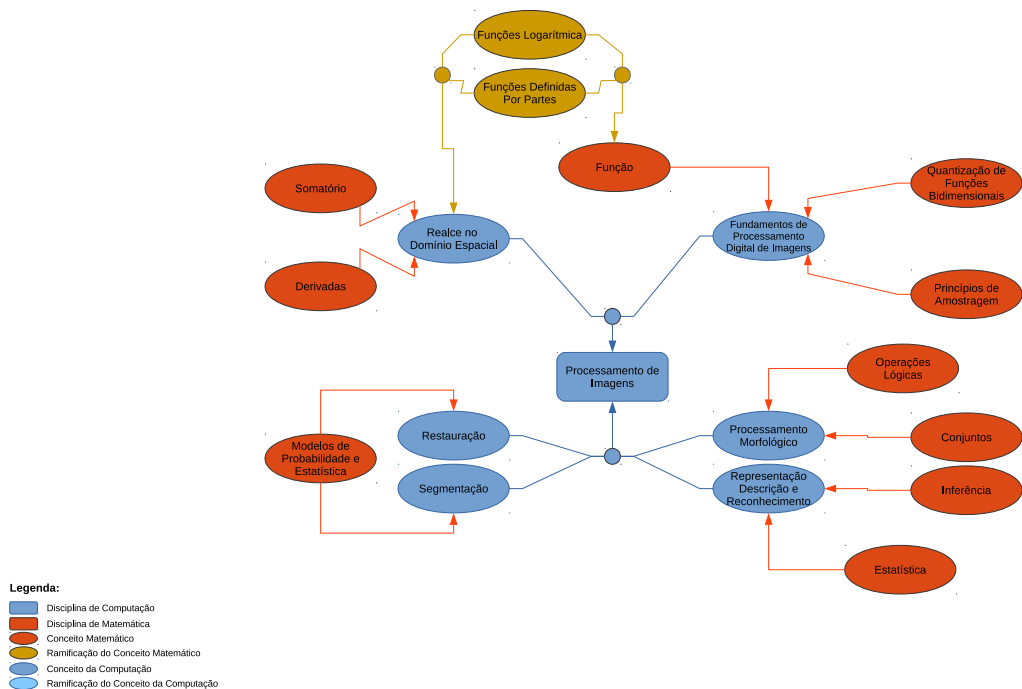 Funções Logarítmica
Funções Definidas
Por Partes
Função
Somatório
Quantização de
Funções
Bidimensionais
Realce no
Domínio Espacial
Fundamentos de
Processamento
Digital de Imagens
Derivadas
Princípios de
Amostragem
Processamento de
Imagens
Operações
Lógicas
Restauração
Processamento
Morfológico
Conjuntos
Modelos de
Probabilidade e
Estatística
Segmentação
Representação
Descrição e
Reconhecimento
Inferência
Estatística
Legenda:
Disciplina de Computação
Disciplina de Matemática
Conceito Matemático
Ramificação do Conceito Matemático
Conceito da Computação
Ramificação do Conceito da Computação